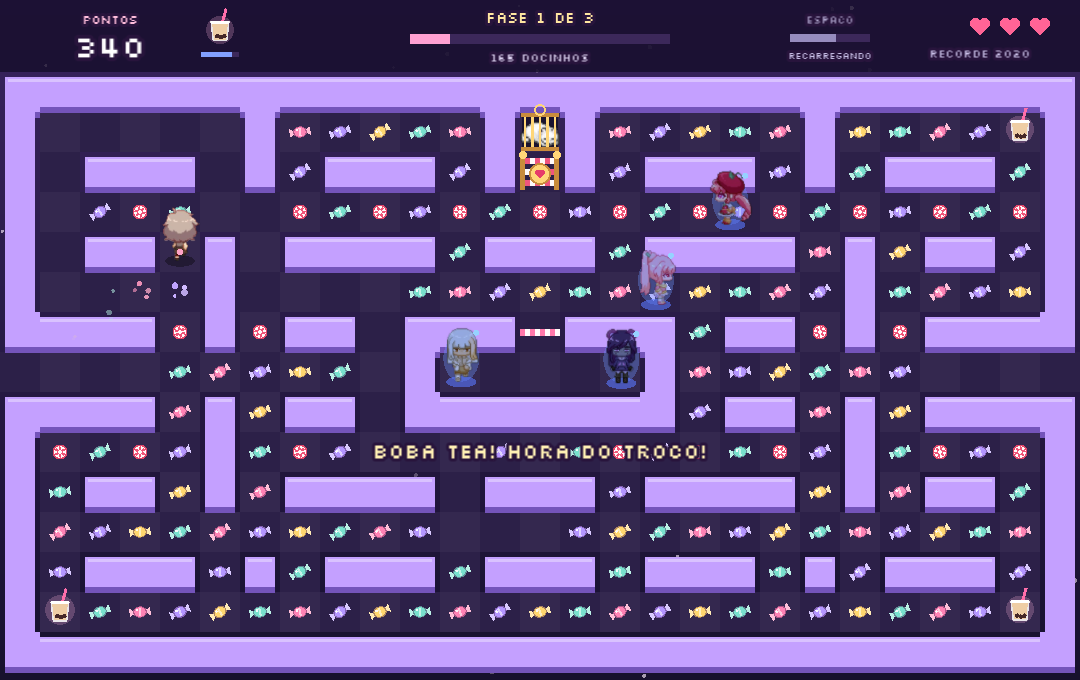 PONTOS
340
FASE 1 DE 3
165 DOCINHOS
ESPAÇO
RECARREGANDO
RECORDE 2020
BOBA TEA! HORA DO TROCO!